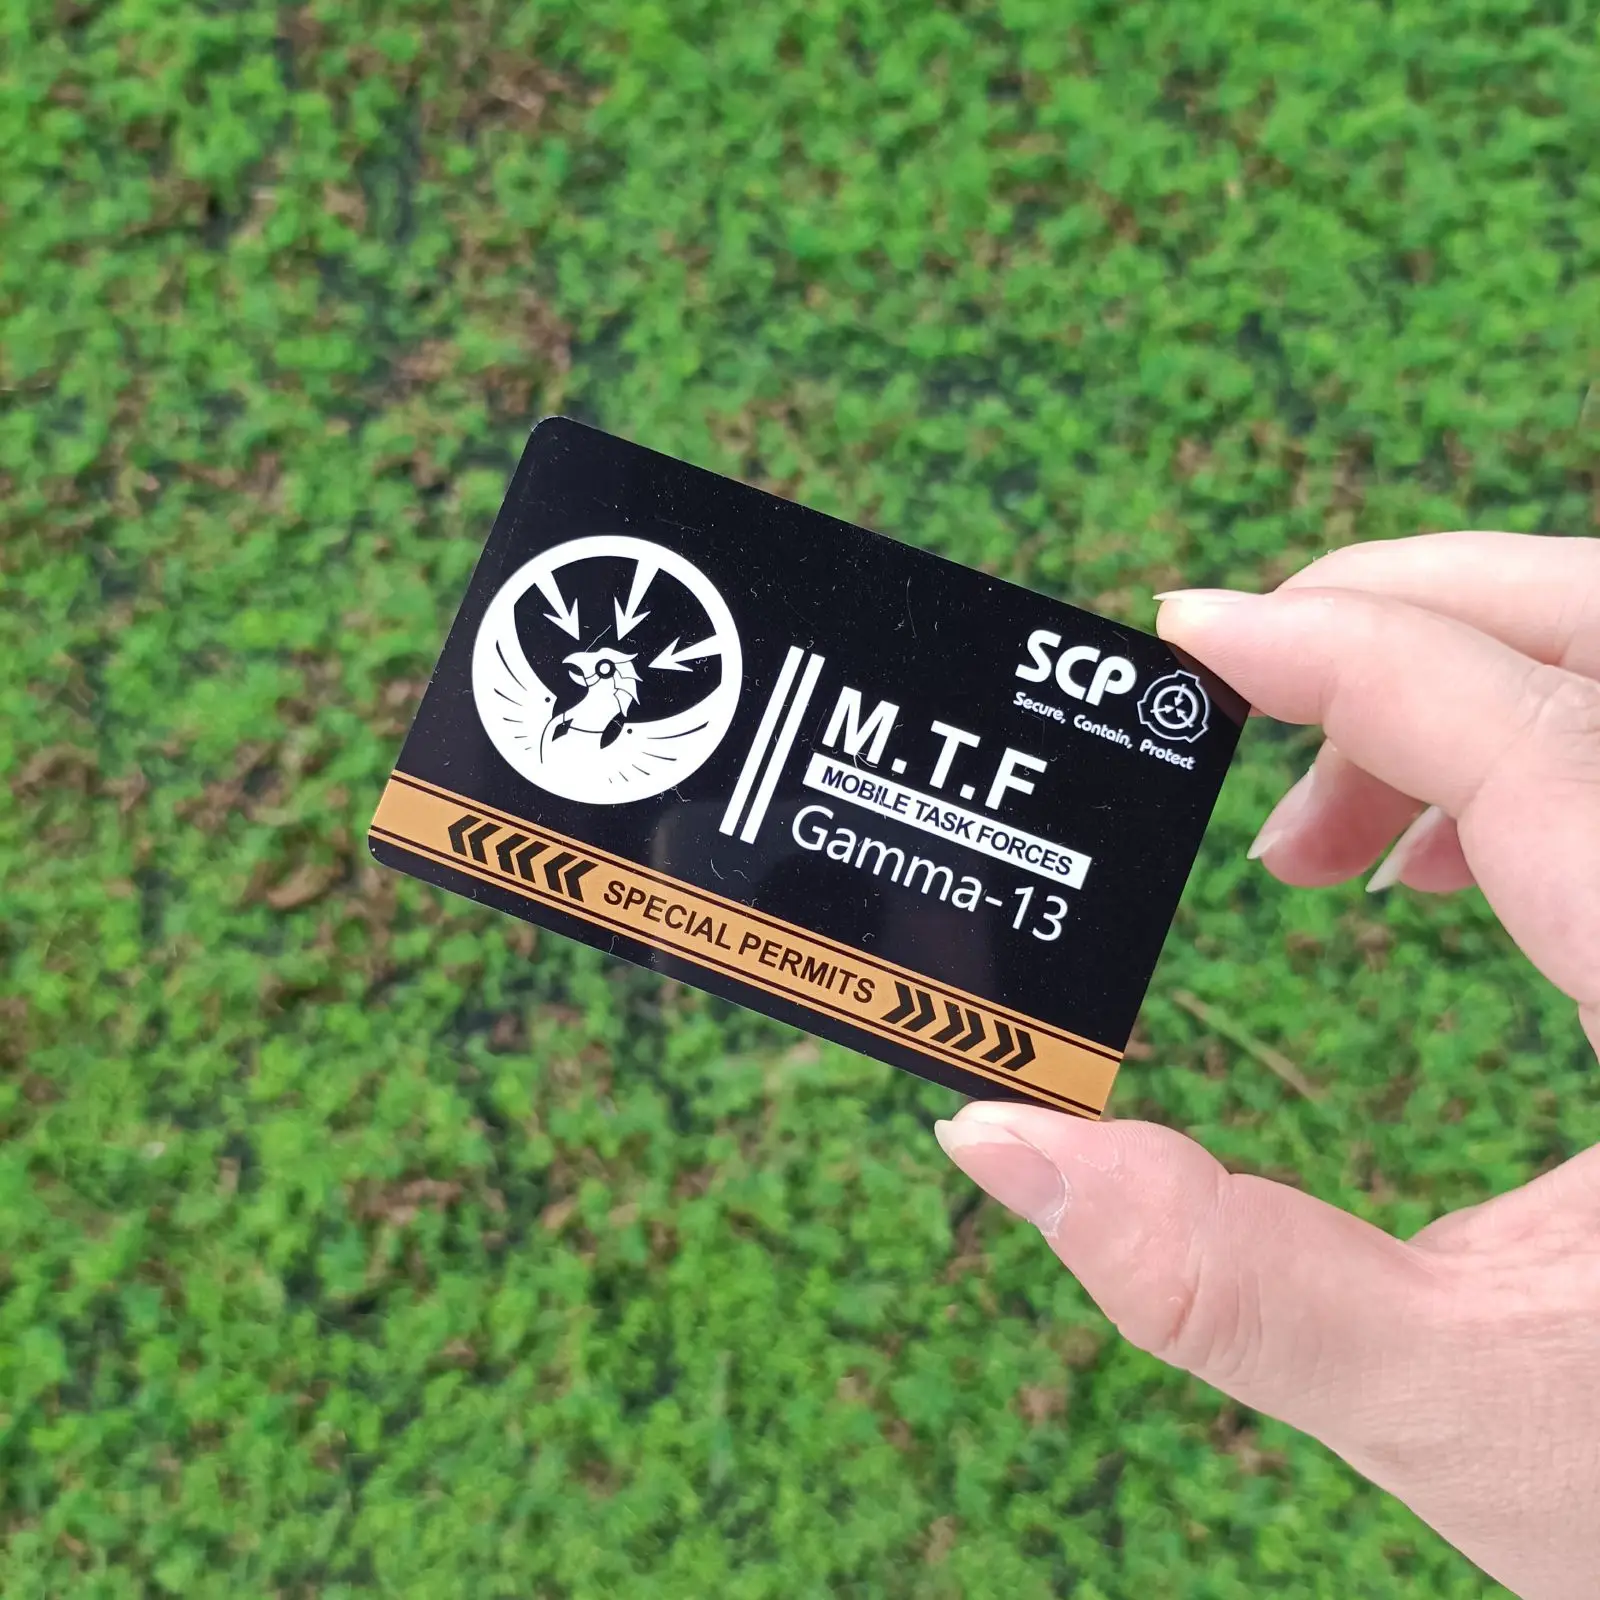 SCP
Secure, Contain, Protect
M.T.F
MOBILE TASK FORCES
Gamma-13
SPECIAL PERMITS